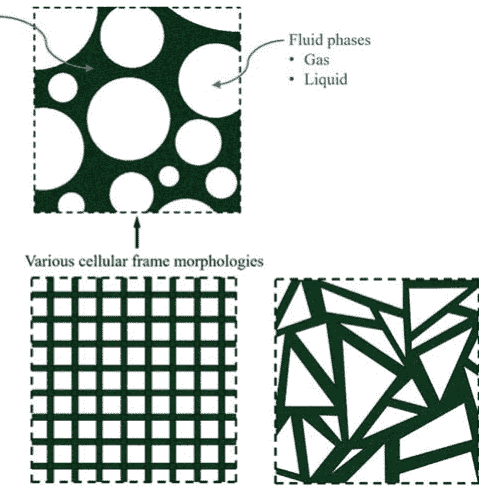 Fluid phases
• Gas
• Liquid
Various cellular frame morphologies